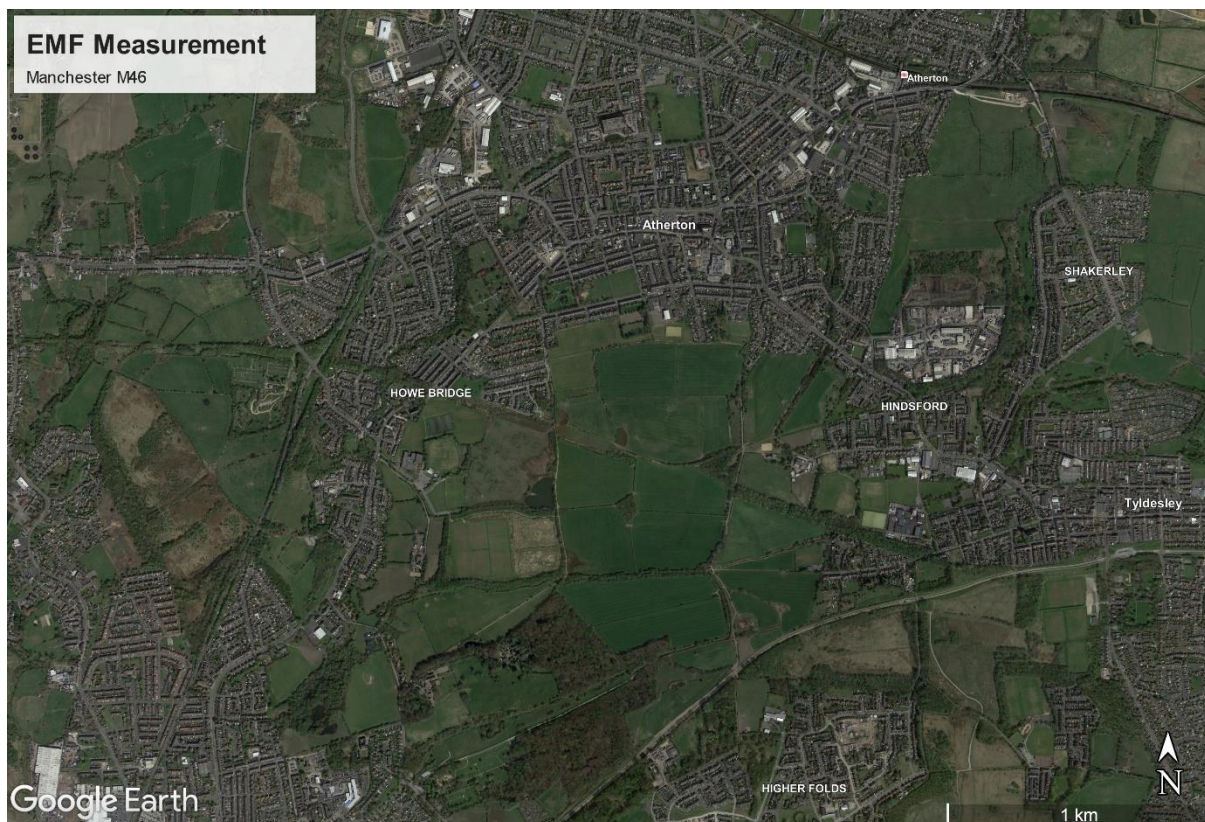 EMF Measurement
Manchester M46
Atherton
Atherton
SHAKERLEY
HOWE BRIDGE
HINDSFORD
Tyldesley
HIGHER FOLDS
N
Google Earth
1 km